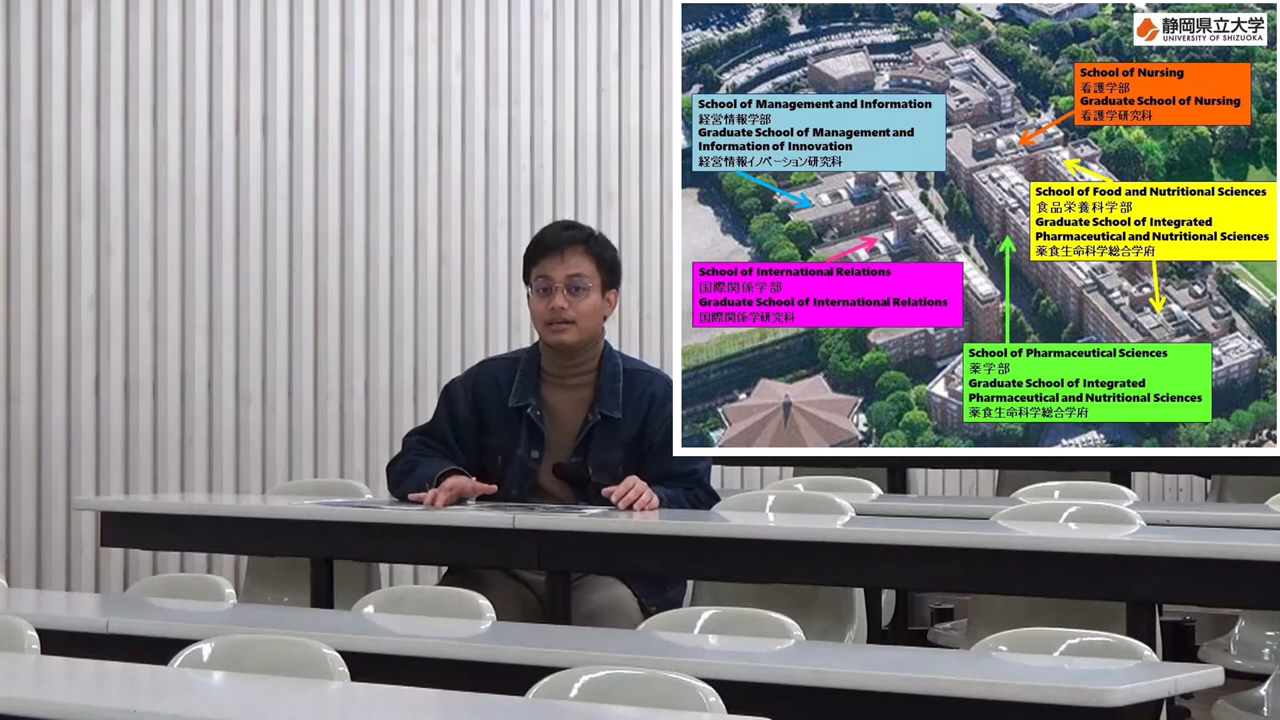 静岡県立大学
UNIVERSITY OF SHIZUOKA
School of Nursing
看護学部
Graduate School of Nursing
看護学研究科
School of Management and Information
経営情報学部
Graduate School of Management and
Information of Innovation
経営情報イノベーション研究科
School of Food and Nutritional Sciences
食品栄養科学部
Graduate School of Integrated
Pharmaceutical and Nutritional Sciences
薬食生命科学総合学府
School of International Relations
国際関係学部
Graduate School of International Relations
国際関係学研究科
School of Pharmaceutical Sciences
薬学部
Graduate School of Integrated
Pharmaceutical and Nutritional Sciences
薬食生命科学総合学府